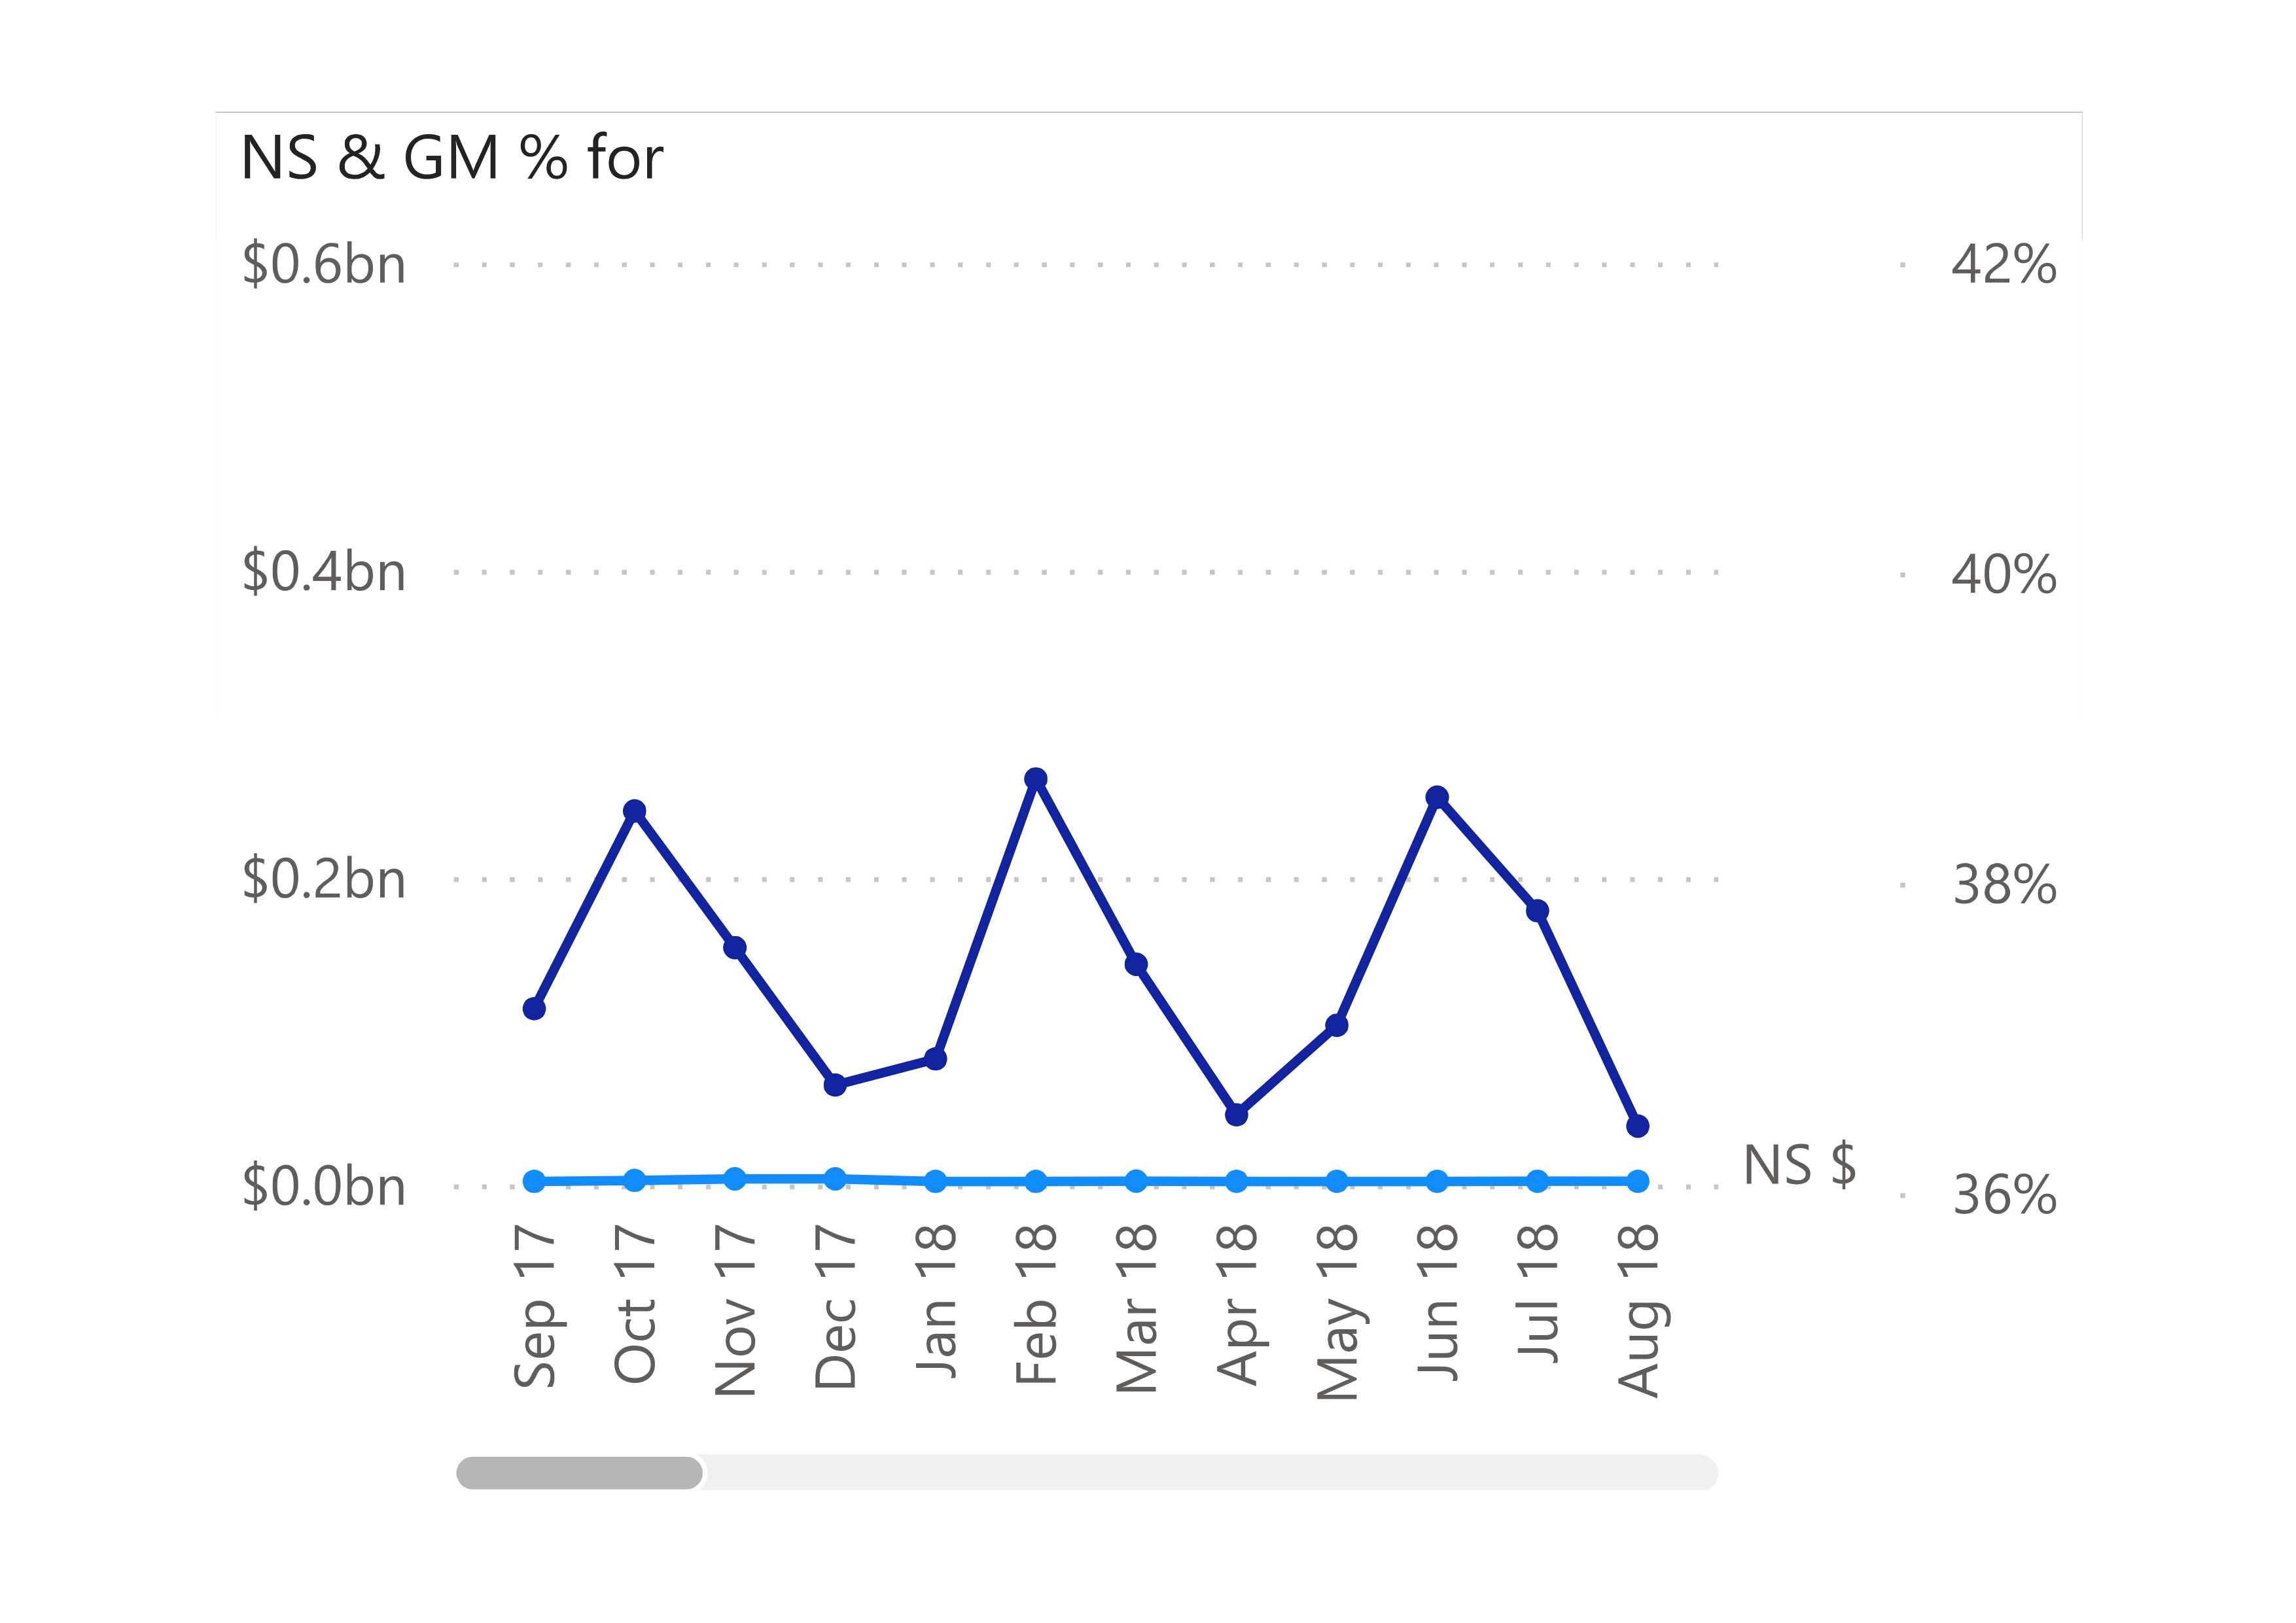 NS & GM % for
$0.6bn
42%
$0.4bn
40%
$0.2bn
38%
$0.0bn
NS $
36%
Sep 17
Oct 17
Nov 17
Dec 17
Jan 18
Feb 18
Mar 18
Apr 18
May 18
Jun 18
Jul 18
Aug 18